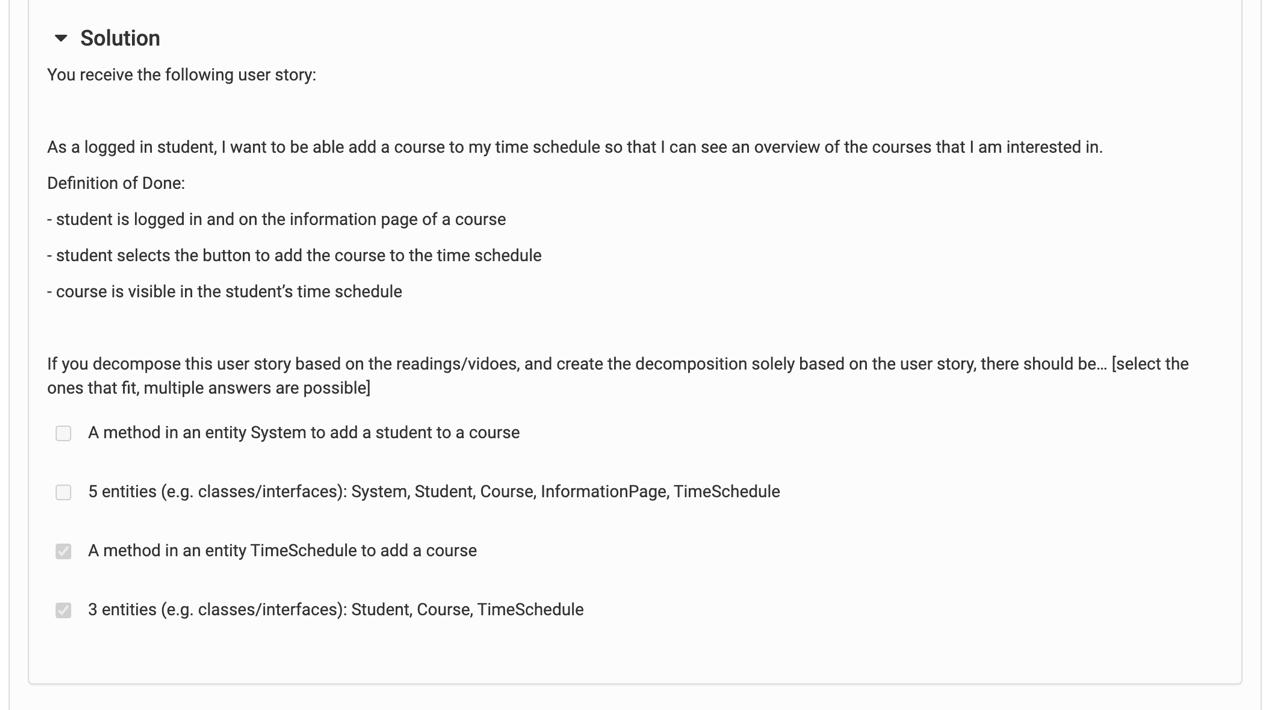 Solution
You receive the following user story:
As a logged in student, I want to be able add a course to my time schedule so that I can see an overview of the courses that I am interested in.
Definition of Done:
- student is logged in and on the information page of a course
- student selects the button to add the course to the time schedule
- course is visible in the student’s time schedule
If you decompose this user story based on the readings/vidoes, and create the decomposition solely based on the user story, there should be... [select the
ones that fit, multiple answers are possible]
A method in an entity System to add a student to a course
5 entities (e.g. classes/interfaces): System, Student, Course, InformationPage, TimeSchedule
A method in an entity TimeSchedule to add a course
3 entities (e.g. classes/interfaces): Student, Course, TimeSchedule